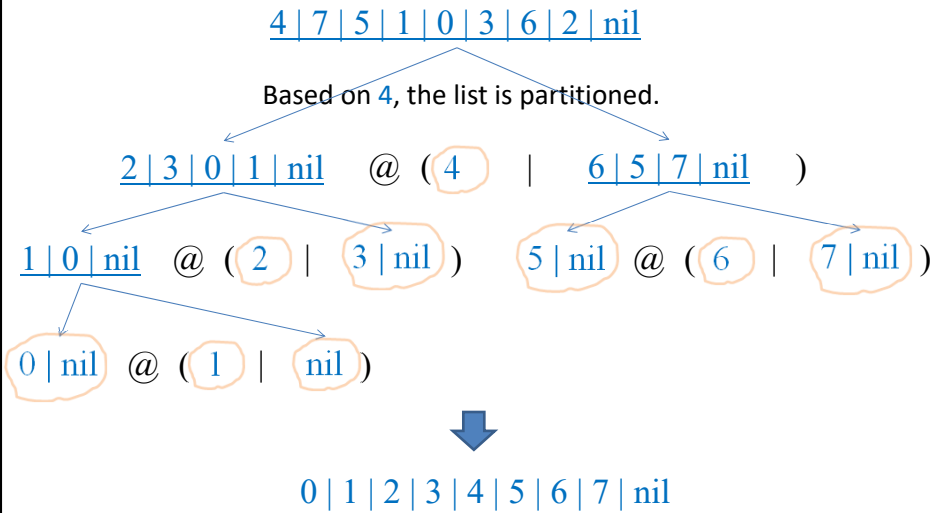 4 | 7 | 5 | 1 | 0 | 3 | 6 | 2 | nil
Based on 4, the list is partitioned.
2 | 3 | 0 | 1 | nil @ ( 4 | 6 | 5 | 7 | nil )
1 | 0 | nil @ ( 2 | 3 | nil ) 5 | nil @ ( 6 | 7 | nil )
0 | nil @ ( 1 | nil )
0 | 1 | 2 | 3 | 4 | 5 | 6 | 7 | nil